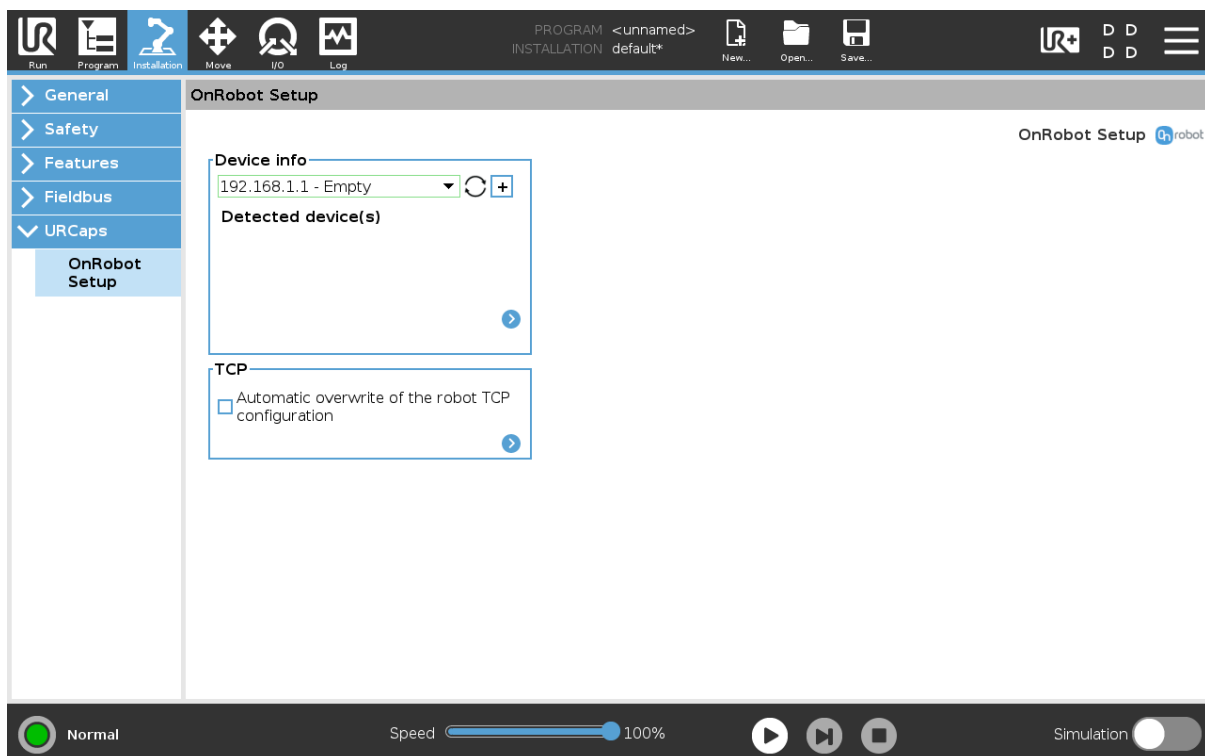 PROGRAM <unnamed>
INSTALLATION default*
UR+
D D
D D
Run Program Installation Move I/O Log New... Open... Save...
General
OnRobot Setup
Safety
OnRobot Setup On robot
Features
Device info
192.168.1.1 - Empty
Fieldbus
Detected device(s)
URCaps
OnRobot
Setup
TCP
Automatic overwrite of the robot TCP
configuration
Normal
Speed 100%
Simulation